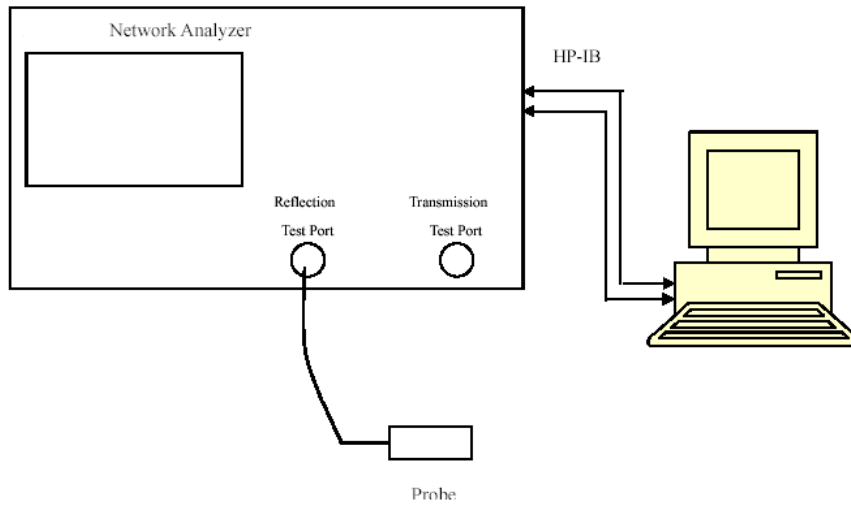 Network Analyzer
HP-IB
Reflection
Test Port
Transmission
Test Port
Probe